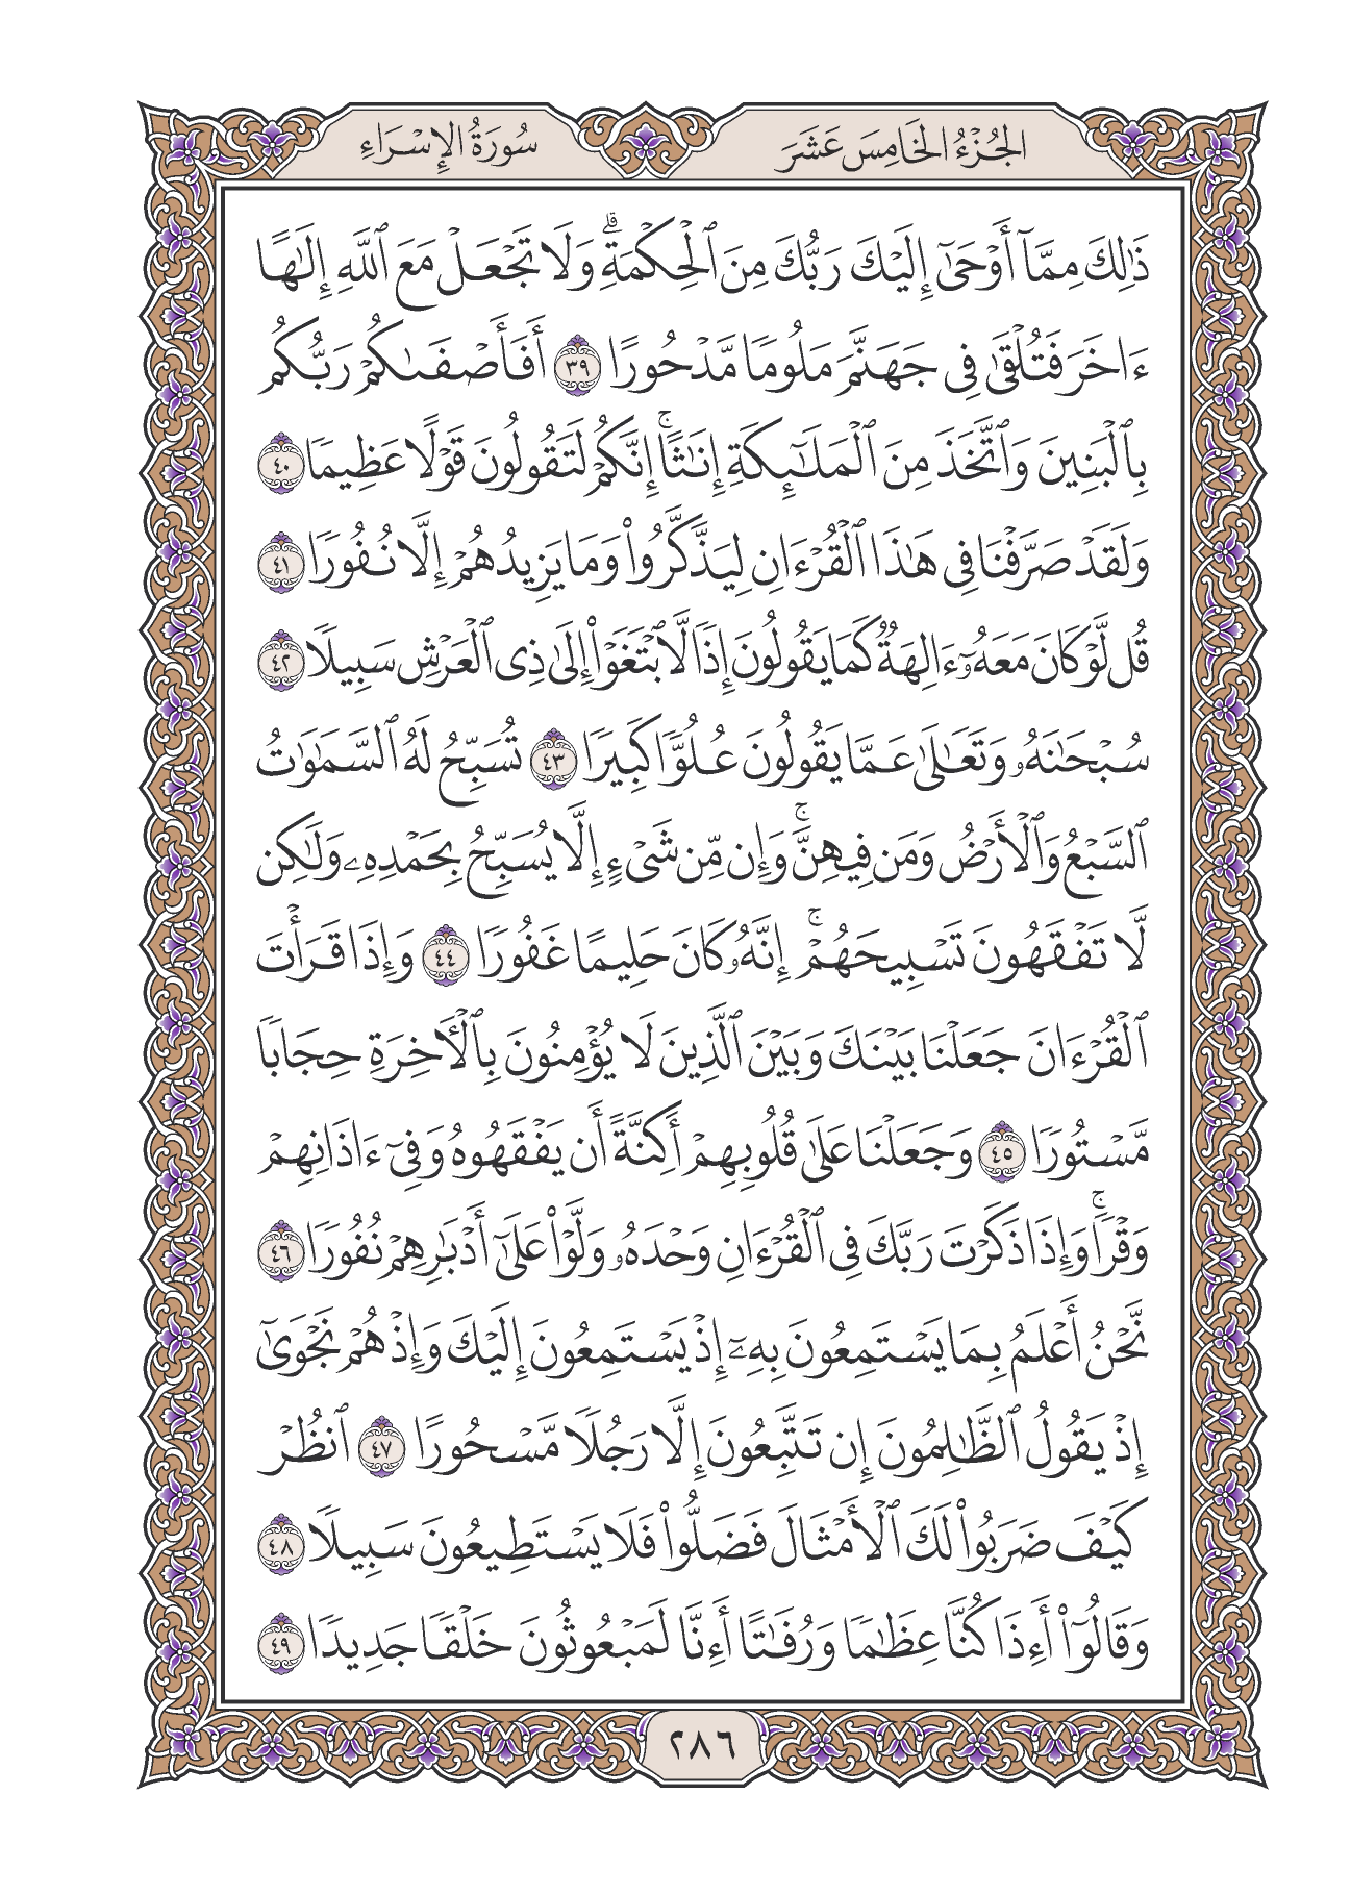 الجُزْءُ الخَامِسَ عَشَرَ
سُورَةُ الإِسْرَاءِ
ذَٰلِكَ مِمَّآ أَوْحَىٰٓ إِلَيْكَ رَبُّكَ مِنَ ٱلْحِكْمَةِۗ وَلَا تَجْعَلْ مَعَ ٱللَّهِ إِلَٰهًا
ءَاخَرَ فَتُلْقَىٰ فِى جَهَنَّمَ مَلُومًا مَّدْحُورًا ٣٩ أَفَأَصْفَىٰكُمْ رَبُّكُم
بِٱلْبَنِينَ وَٱتَّخَذَ مِنَ ٱلْمَلَٰٓئِكَةِ إِنَٰثًاۚ إِنَّكُمْ لَتَقُولُونَ قَوْلًا عَظِيمًا ٤٠
وَلَقَدْ صَرَّفْنَا فِى هَٰذَا ٱلْقُرْءَانِ لِيَذَّكَّرُوا۟ وَمَا يَزِيدُهُمْ إِلَّا نُفُورًا ٤١
قُل لَّوْ كَانَ مَعَهُۥٓ ءَالِهَةٌ كَمَا يَقُولُونَ إِذًا لَّٱبْتَغَوْا۟ إِلَىٰ ذِى ٱلْعَرْشِ سَبِيلًا ٤٢
سُبْحَٰنَهُۥ وَتَعَٰلَىٰ عَمَّا يَقُولُونَ عُلُوًّا كَبِيرًا ٤٣ تُسَبِّحُ لَهُ ٱلسَّمَٰوَٰتُ
ٱلسَّبْعُ وَٱلْأَرْضُ وَمَن فِيهِنَّۚ وَإِن مِّن شَىْءٍ إِلَّا يُسَبِّحُ بِحَمْدِهِۦ وَلَٰكِن
لَّا تَفْقَهُونَ تَسْبِيحَهُمْۚ إِنَّهُۥ كَانَ حَلِيمًا غَفُورًا ٤٤ وَإِذَا قَرَأْتَ
ٱلْقُرْءَانَ جَعَلْنَا بَيْنَكَ وَبَيْنَ ٱلَّذِينَ لَا يُؤْمِنُونَ بِٱلْءَاخِرَةِ حِجَابًا
مَّسْتُورًا ٤٥ وَجَعَلْنَا عَلَىٰ قُلُوبِهِمْ أَكِنَّةً أَن يَفْقَهُوهُ وَفِىٓ ءَاذَانِهِمْ
وَقْرًاۚ وَإِذَا ذَكَرْتَ رَبَّكَ فِى ٱلْقُرْءَانِ وَحْدَهُۥ وَلَّوْا۟ عَلَىٰٓ أَدْبَٰرِهِمْ نُفُورًا ٤٦
نَّحْنُ أَعْلَمُ بِمَا يَسْتَمِعُونَ بِهِۦٓ إِذْ يَسْتَمِعُونَ إِلَيْكَ وَإِذْ هُمْ نَجْوَىٰٓ
إِذْ يَقُولُ ٱلظَّٰلِمُونَ إِن تَتَّبِعُونَ إِلَّا رَجُلًا مَّسْحُورًا ٤٧ ٱنظُرْ
كَيْفَ ضَرَبُوا۟ لَكَ ٱلْأَمْثَالَ فَضَلُّوا۟ فَلَا يَسْتَطِيعُونَ سَبِيلًا ٤٨
وَقَالُوٓا۟ أَءِذَا كُنَّا عِظَٰمًا وَرُفَٰتًا أَءِنَّا لَمَبْعُوثُونَ خَلْقًا جَدِيدًا ٤٩
٢٨٦